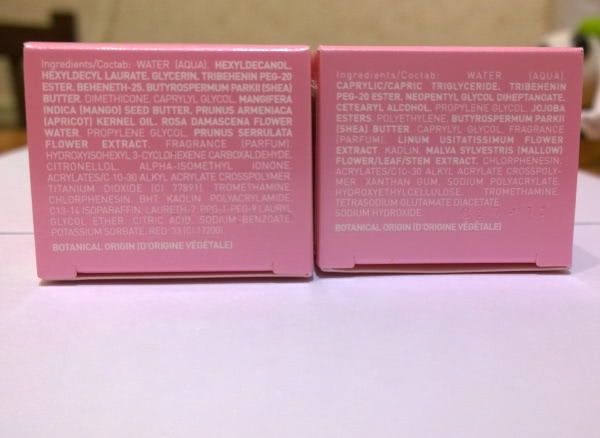 Ingredients/Состав: WATER (AQUA), HEXYLDECANOL,
HEXYLDECYL LAURATE, GLYCERIN, TRIBEHENIN PEG-20
ESTER, BEHENETH-25, BUTYROSPERMUM PARKII (SHEA)
BUTTER, DIMETHICONE, CAPRYLYL GLYCOL, MANGIFERA
INDICA (MANGO) SEED BUTTER, PRUNUS ARMENIACA
(APRICOT) KERNEL OIL, ROSA DAMASCENA FLOWER
WATER, PROPYLENE GLYCOL, PRUNUS SERRULATA
FLOWER EXTRACT, FRAGRANCE (PARFUM),
HYDROXYISOHEXYL 3-CYCLOHEXENE CARBOXALDEHYDE,
CITRONELLOL, ALPHA-ISOMETHYL IONONE,
ACRYLATES/C 10-30 ALKYL ACRYLATE CROSSPOLYMER,
TITANIUM DIOXIDE (CI 77891), TROMETHAMINE,
CHLORPHENESIN, BHT, KAOLIN, POLYACRYLAMIDE,
C13-14 ISOPARAFFIN, LAURETH-7, PPG-1-PEG-9 LAURYL
GLYCOL ETHER, CITRIC ACID, SODIUM BENZOATE,
POTASSIUM SORBATE, RED 33 (CI 17200).
BOTANICAL ORIGIN (D'ORIGINE VÉGÉTALE)
Ingredients/Состав: WATER (AQUA),
CAPRYLIC/CAPRIC TRIGLYCERIDE, TRIBEHENIN
PEG-20 ESTER, NEOPENTYL GLYCOL DIHEPTANOATE,
CETEARYL ALCOHOL, PROPYLENE GLYCOL, JOJOBA
ESTERS, POLYETHYLENE, BUTYROSPERMUM PARKII
(SHEA) BUTTER, CAPRYLYL GLYCOL, FRAGRANCE
(PARFUM), LINUM USITATISSIMUM FLOWER
EXTRACT, KAOLIN, MALVA SYLVESTRIS (MALLOW)
FLOWER/LEAF/STEM EXTRACT, CHLORPHENESIN,
ACRYLATES/C10-30 ALKYL ACRYLATE CROSSPOLY-
MER, XANTHAN GUM, SODIUM POLYACRYLATE,
HYDROXYETHYLCELLULOSE, TROMETHAMINE,
TETRASODIUM GLUTAMATE DIACETATE,
SODIUM HYDROXIDE.
BOTANICAL ORIGIN (D'ORIGINE VÉGÉTALE)